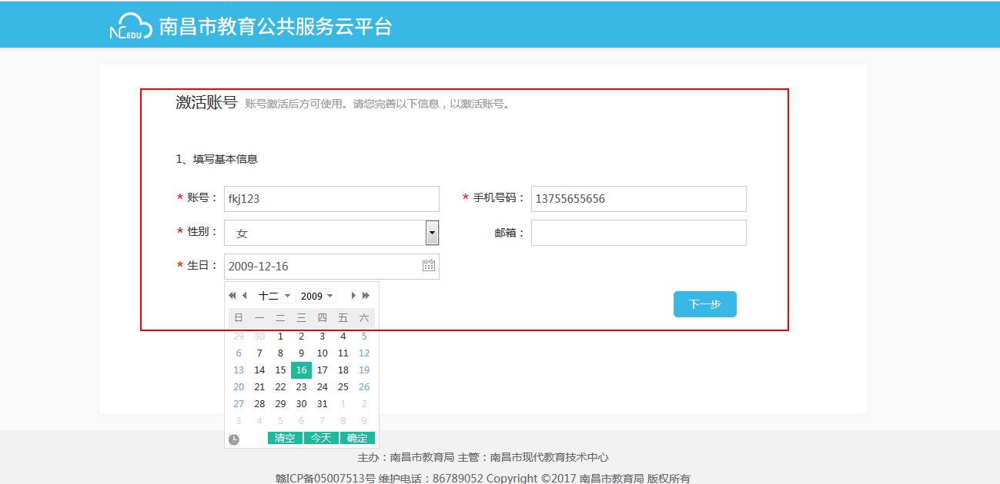 NCEDU 南昌市教育公共服务云平台
激活账号 账号激活后方可使用。请您完善以下信息，以激活账号。
1、填写基本信息
* 账号： fkj123 * 手机号码： 13755655656
* 性别： 女 邮箱：
* 生日： 2009-12-16
十二 2009
下一步
日 一 二 三 四 五 六
29 30 1 2 3 4 5
6 7 8 9 10 11 12
13 14 15 16 17 18 19
20 21 22 23 24 25 26
27 28 29 30 31 1 2
3 4 5 6 7 8 9
清空 今天 确定
主办：南昌市教育局 主管：南昌市现代教育技术中心
赣ICP备05007513号 维护电话：86789052 Copyright ©2017 南昌市教育局 版权所有